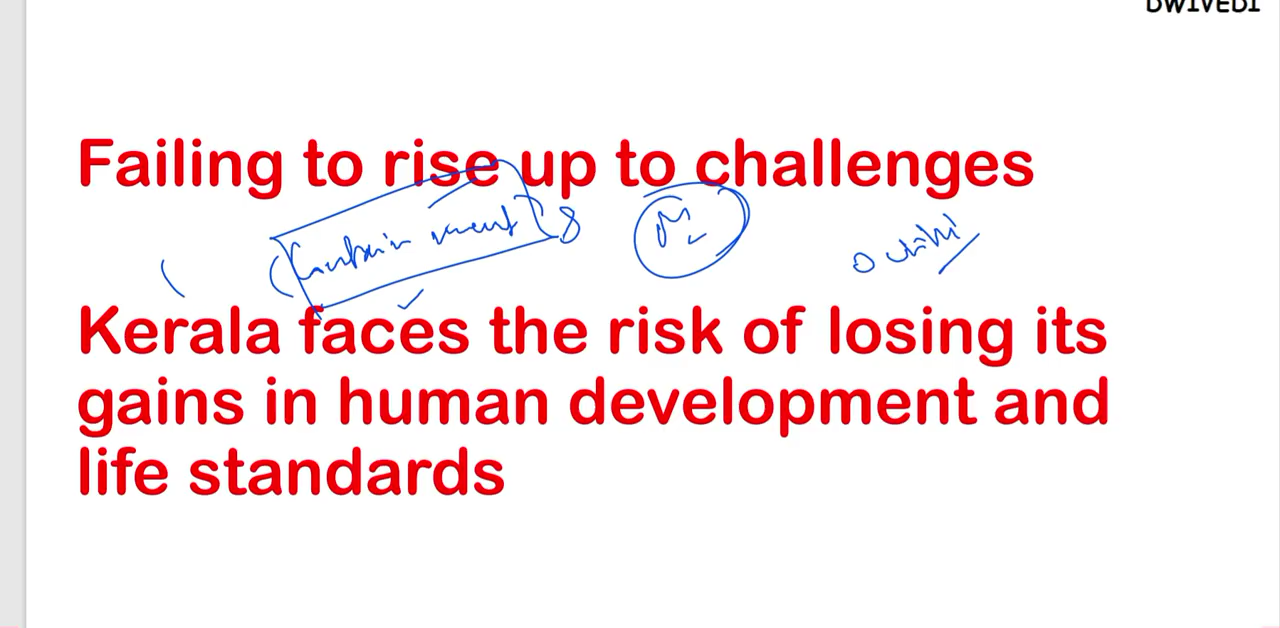 DWIVEDI
Failing to rise up to challenges
Kerala faces the risk of losing its
gains in human development and
life standards